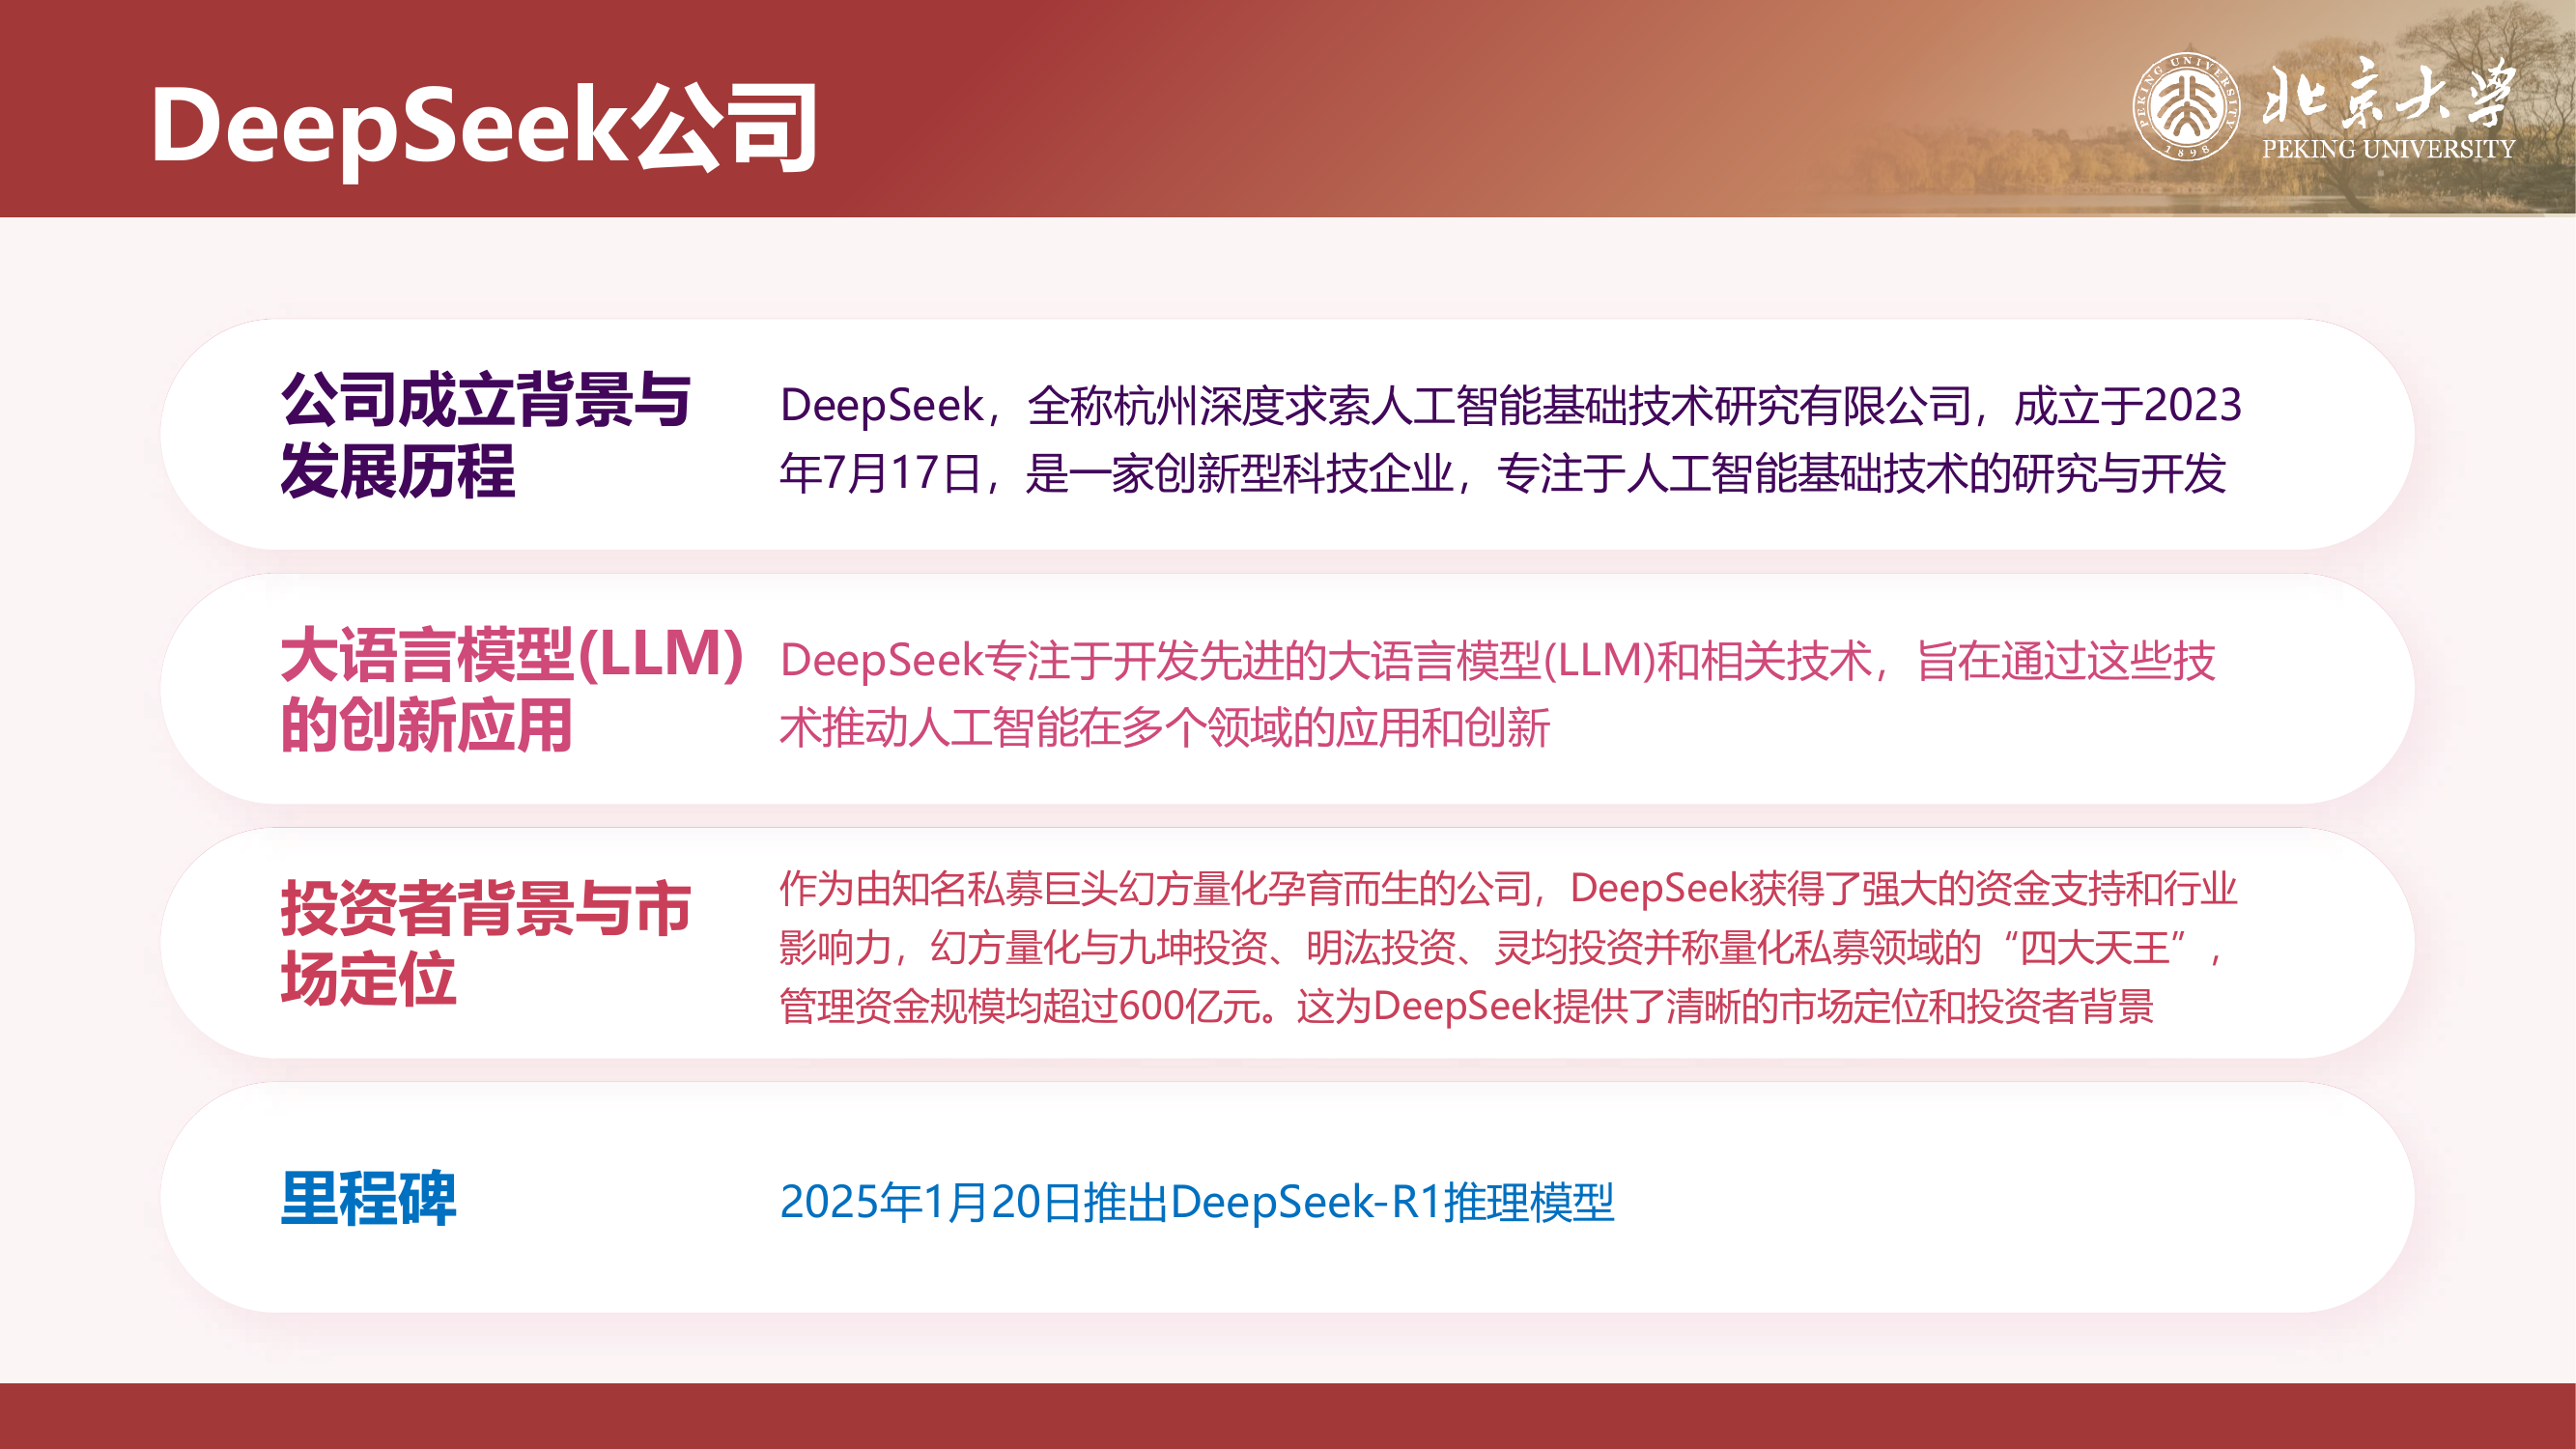 DeepSeek公司
PEKING UNIVERSITY
1898
北京大学
PEKING UNIVERSITY
公司成立背景与
发展历程
DeepSeek，全称杭州深度求索人工智能基础技术研究有限公司，成立于2023
年7月17日，是一家创新型科技企业，专注于人工智能基础技术的研究与开发
大语言模型(LLM)
的创新应用
DeepSeek专注于开发先进的大语言模型(LLM)和相关技术，旨在通过这些技
术推动人工智能在多个领域的应用和创新
投资者背景与市
场定位
作为由知名私募巨头幻方量化孕育而生的公司，DeepSeek获得了强大的资金支持和行业
影响力，幻方量化与九坤投资、明汯投资、灵均投资并称量化私募领域的“四大天王”，
管理资金规模均超过600亿元。这为DeepSeek提供了清晰的市场定位和投资者背景
里程碑
2025年1月20日推出DeepSeek-R1推理模型